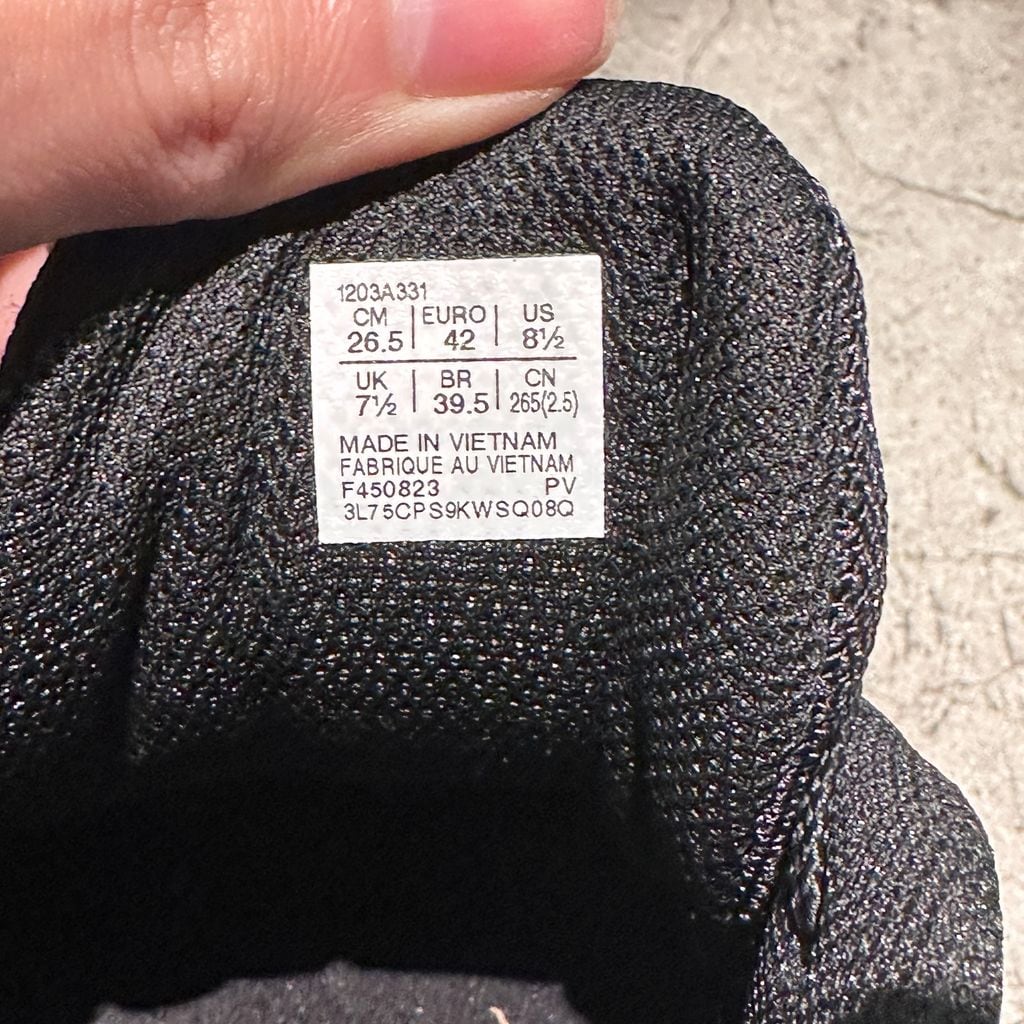 1203A331
CM | EURO | US
26.5 | 42 | 8½
UK | BR | CN
7½ | 39.5 | 265(2.5)
MADE IN VIETNAM
FABRIQUE AU VIETNAM
F450823 PV
3L75CPS9KWSQ08Q